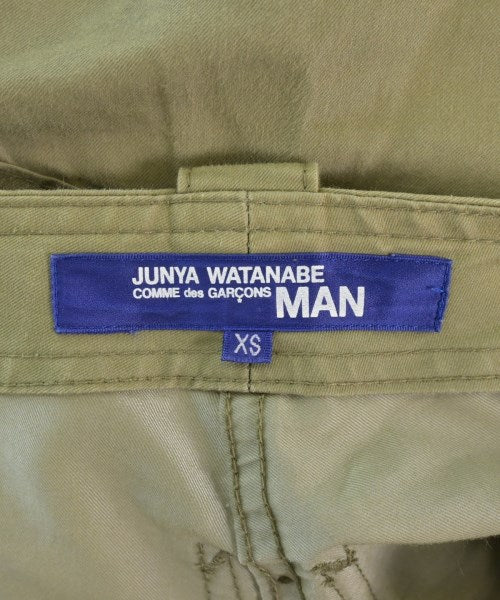 JUNYA WATANABE
COMME des GARÇONS MAN
XS